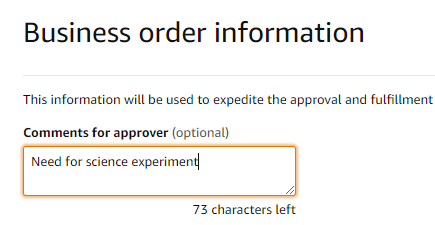 Business order information
This information will be used to expedite the approval and fulfillment
Comments for approver (optional)
Need for science experiment
73 characters left